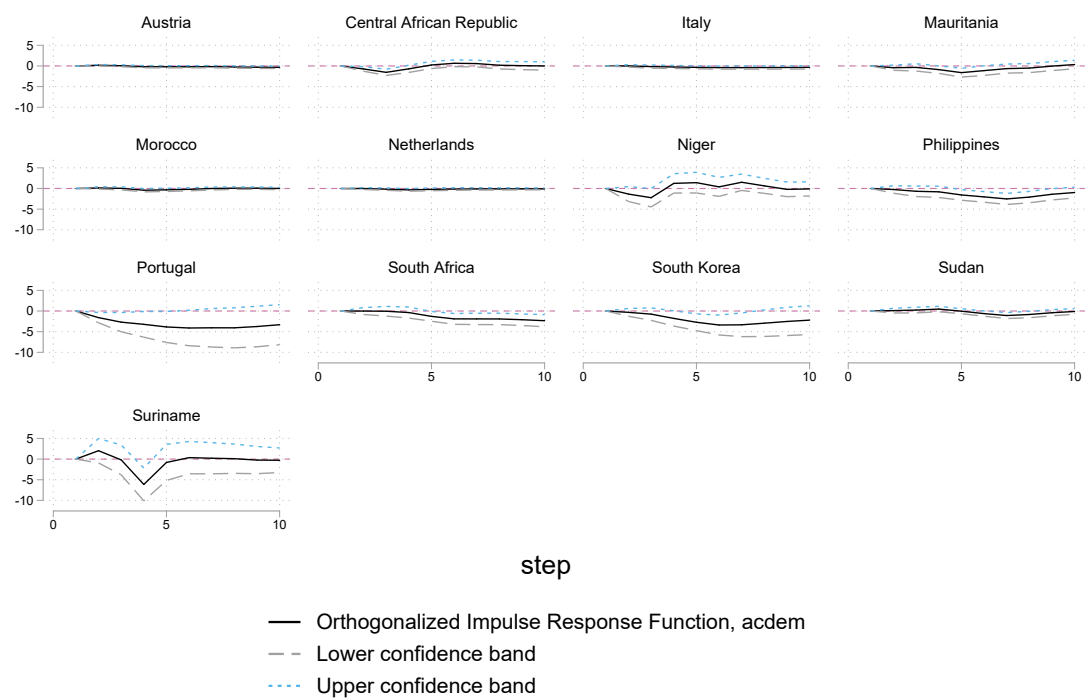 Austria
Central African Republic
Italy
Mauritania
5
0
-5
-10
Morocco
Netherlands
Niger
Philippines
5
0
-5
-10
Portugal
South Africa
South Korea
Sudan
5
0
-5
-10
0 5 10
0 5 10
0 5 10
Suriname
5
0
-5
-10
0 5 10
step
Orthogonalized Impulse Response Function, acdem
Lower confidence band
Upper confidence band